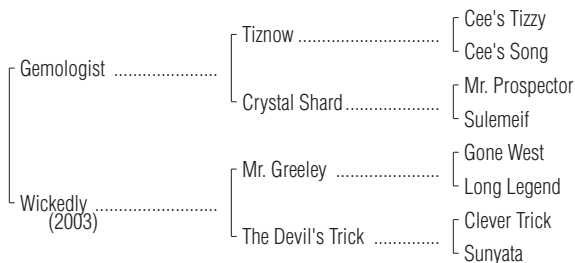 Cee's Tizzy
Tiznow ................................
Cee's Song
Gemologist .......................
Mr. Prospector
Crystal Shard .....................
Sulemeif
Gone West
Mr. Greeley .......................
Long Legend
Wickedly ...........................
(2003)
Clever Trick
The Devil's Trick ...............
Sunyata